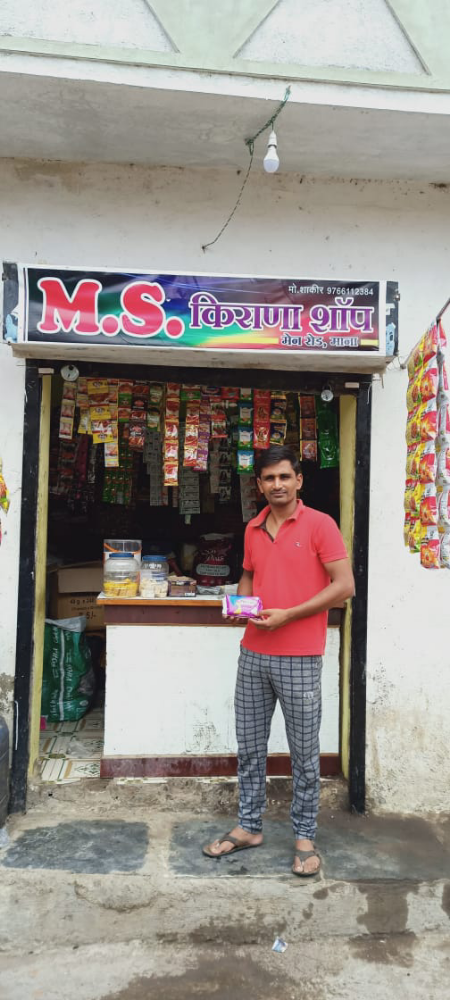 मो.शाकीर 9766112384
M.S. किराणा शॉप
मेन रोड, माना